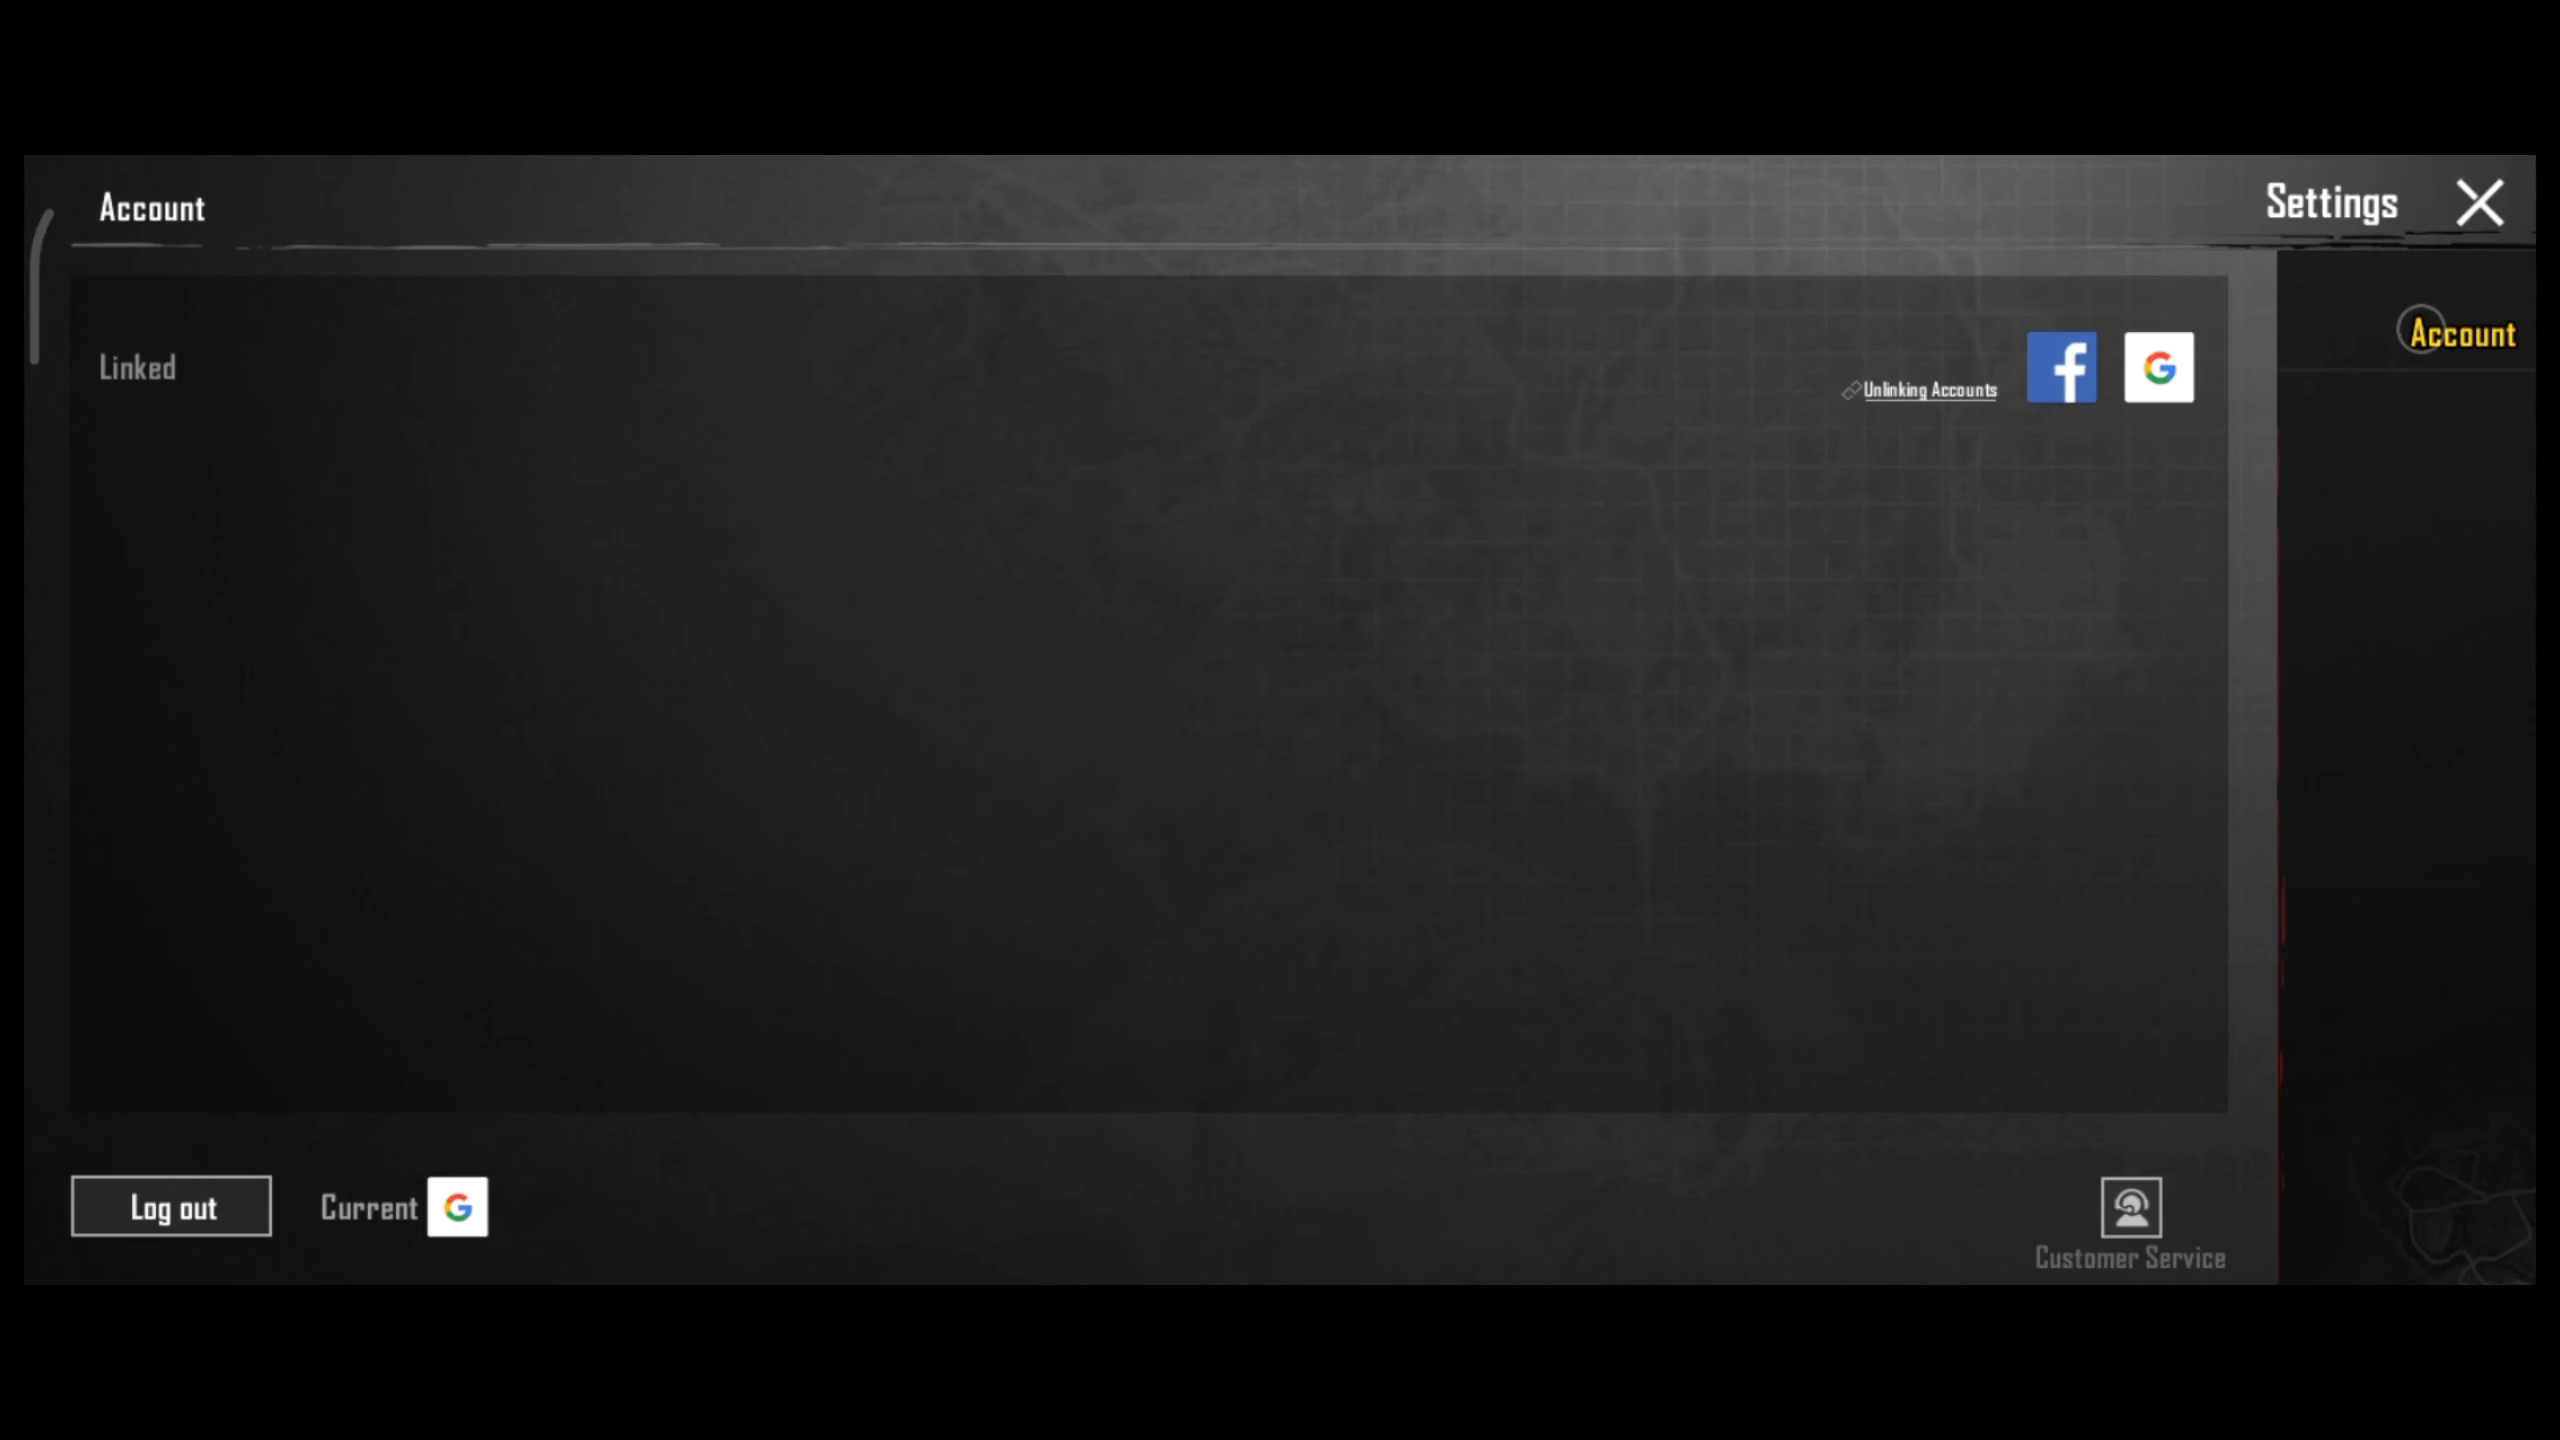 Account
Settings
Account
Linked
Unlinking Accounts
Log out
Current
Customer Service